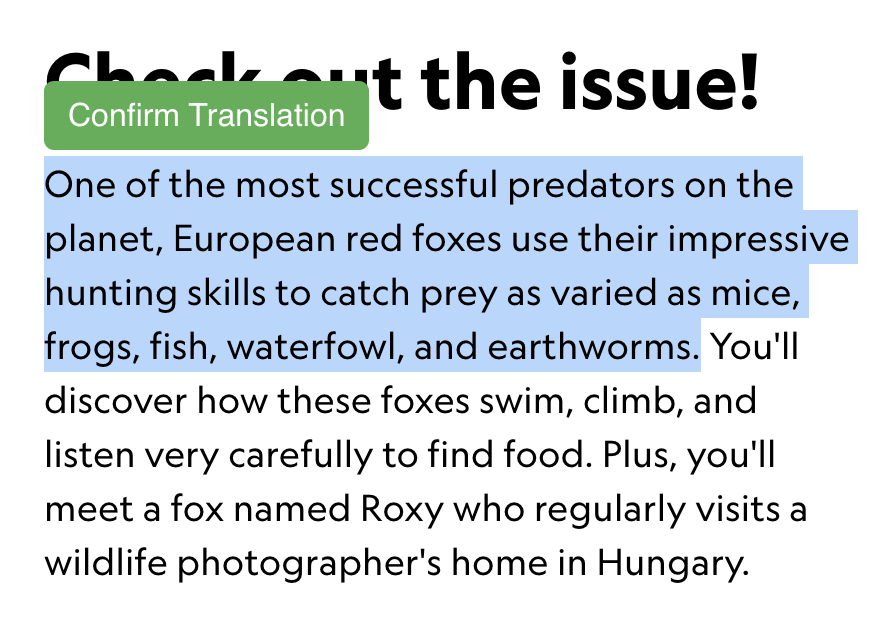 Check out the issue!
Confirm Translation
One of the most successful predators on the
planet, European red foxes use their impressive
hunting skills to catch prey as varied as mice,
frogs, fish, waterfowl, and earthworms. You'll
discover how these foxes swim, climb, and
listen very carefully to find food. Plus, you'll
meet a fox named Roxy who regularly visits a
wildlife photographer's home in Hungary.